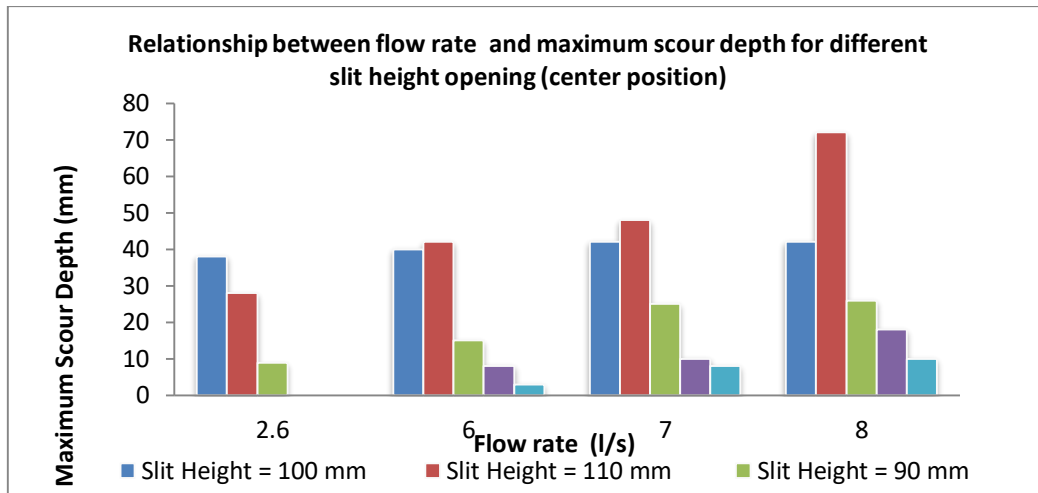 Relationship between flow rate and maximum scour depth for different
slit height opening (center position)
Maximum Scour Depth (mm)
80
70
60
50
40
30
20
10
0
2.6
6
7
8
Flow rate (l/s)
Slit Height = 100 mm
Slit Height = 110 mm
Slit Height = 90 mm